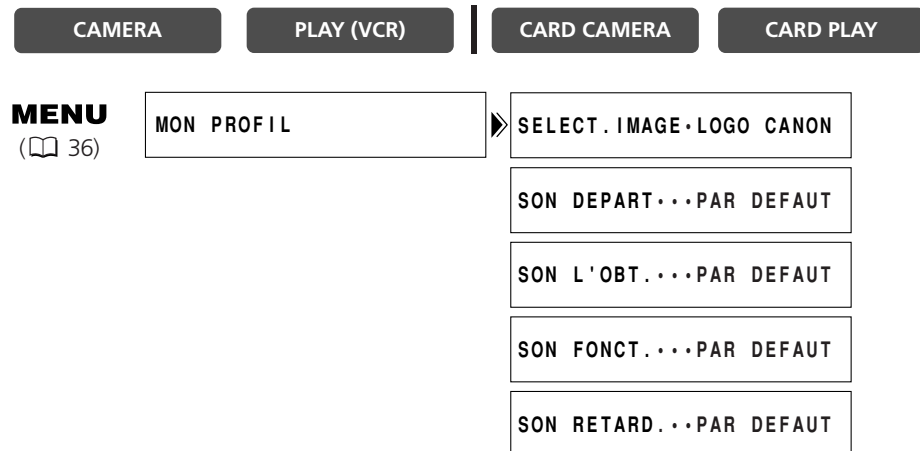 CAMERA PLAY (VCR) CARD CAMERA CARD PLAY
MENU MON PROFIL SELECT.IMAGE•LOGO CANON
(36)
SON DEPART•••PAR DEFAUT
SON L'OBT.•••PAR DEFAUT
SON FONCT.•••PAR DEFAUT
SON RETARD.••PAR DEFAUT